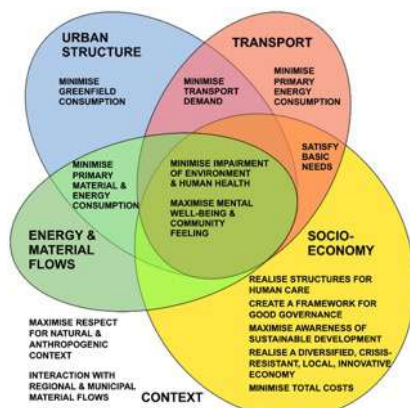 URBAN
STRUCTURE
TRANSPORT
MINIMISE
GREENFIELD
CONSUMPTION
MINIMISE
TRANSPORT
DEMAND
MINIMISE
PRIMARY
ENERGY
CONSUMPTION
SATISFY
BASIC
NEEDS
MINIMISE
PRIMARY
MATERIAL &
ENERGY
CONSUMPTION
MINIMISE IMPAIRMENT
OF ENVIRONMENT
& HUMAN HEALTH
MAXIMISE MENTAL
WELL-BEING &
COMMUNITY
FEELING
ENERGY &
MATERIAL
FLOWS
SOCIO-
ECONOMY
REALISE STRUCTURES FOR
HUMAN CARE
CREATE A FRAMEWORK FOR
GOOD GOVERNANCE
MAXIMISE AWARENESS OF
SUSTAINABLE DEVELOPMENT
REALISE A DIVERSIFIED, CRISIS-
RESISTANT, LOCAL, INNOVATIVE
ECONOMY
MINIMISE TOTAL COSTS
MAXIMISE RESPECT
FOR NATURAL &
ANTHROPOGENIC
CONTEXT
INTERACTION WITH
REGIONAL & MUNICIPAL
MATERIAL FLOWS
CONTEXT